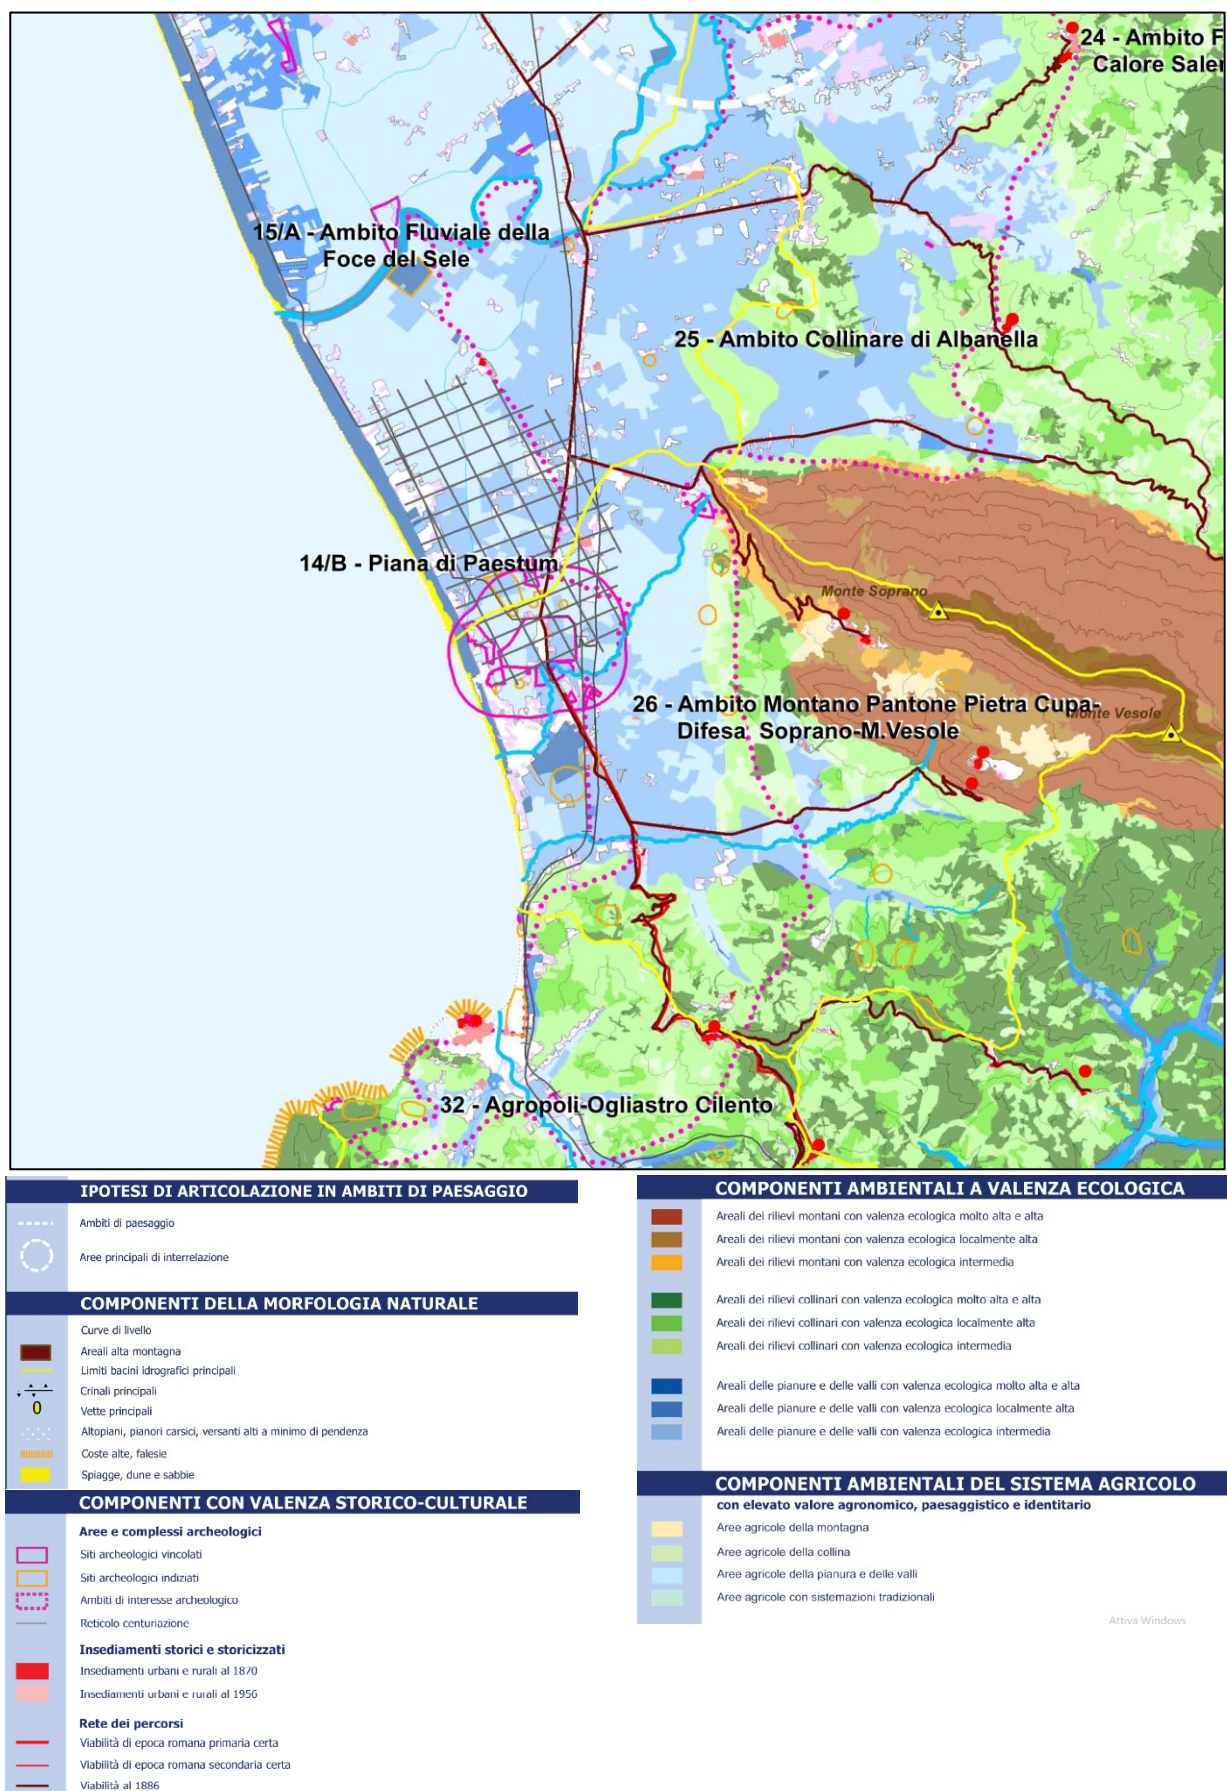 24 - Ambito F
Calore Saler
15/A - Ambito Fluviale della
Foce del Sele
25 - Ambito Collinare di Albanella
14/B - Piana di Paestum
Monte Soprano
26 - Ambito Montano Pantone Pietra Cupa-
Difesa Soprano-M.Vesole
Monte Vesole
32 - Agropoli-Ogliastro Cilento
IPOTESI DI ARTICOLAZIONE IN AMBITI DI PAESAGGIO
Ambiti di paesaggio
Aree principali di interrelazione
COMPONENTI DELLA MORFOLOGIA NATURALE
Curve di livello
Areali alta montagna
Limiti bacini idrografici principali
Crinali principali
Vette principali
Altopiani, pianori carsici, versanti alti a minimo di pendenza
Coste alte, falesie
Spiagge, dune e sabbie
COMPONENTI CON VALENZA STORICO-CULTURALE
Aree e complessi archeologici
Siti archeologici vincolati
Siti archeologici indiziati
Ambiti di interesse archeologico
Reticolo centuriazione
Insediamenti storici e storicizzati
Insediamenti urbani e rurali al 1870
Insediamenti urbani e rurali al 1956
Rete dei percorsi
Viabilità di epoca romana primaria certa
Viabilità di epoca romana secondaria certa
Viabilità al 1886
COMPONENTI AMBIENTALI A VALENZA ECOLOGICA
Areali dei rilievi montani con valenza ecologica molto alta e alta
Areali dei rilievi montani con valenza ecologica localmente alta
Areali dei rilievi montani con valenza ecologica intermedia
Areali dei rilievi collinari con valenza ecologica molto alta e alta
Areali dei rilievi collinari con valenza ecologica localmente alta
Areali dei rilievi collinari con valenza ecologica intermedia
Areali delle pianure e delle valli con valenza ecologica molto alta e alta
Areali delle pianure e delle valli con valenza ecologica localmente alta
Areali delle pianure e delle valli con valenza ecologica intermedia
COMPONENTI AMBIENTALI DEL SISTEMA AGRICOLO
con elevato valore agronomico, paesaggistico e identitario
Aree agricole della montagna
Aree agricole della collina
Aree agricole della pianura e delle valli
Aree agricole con sistemazioni tradizionali
Attiva Windows